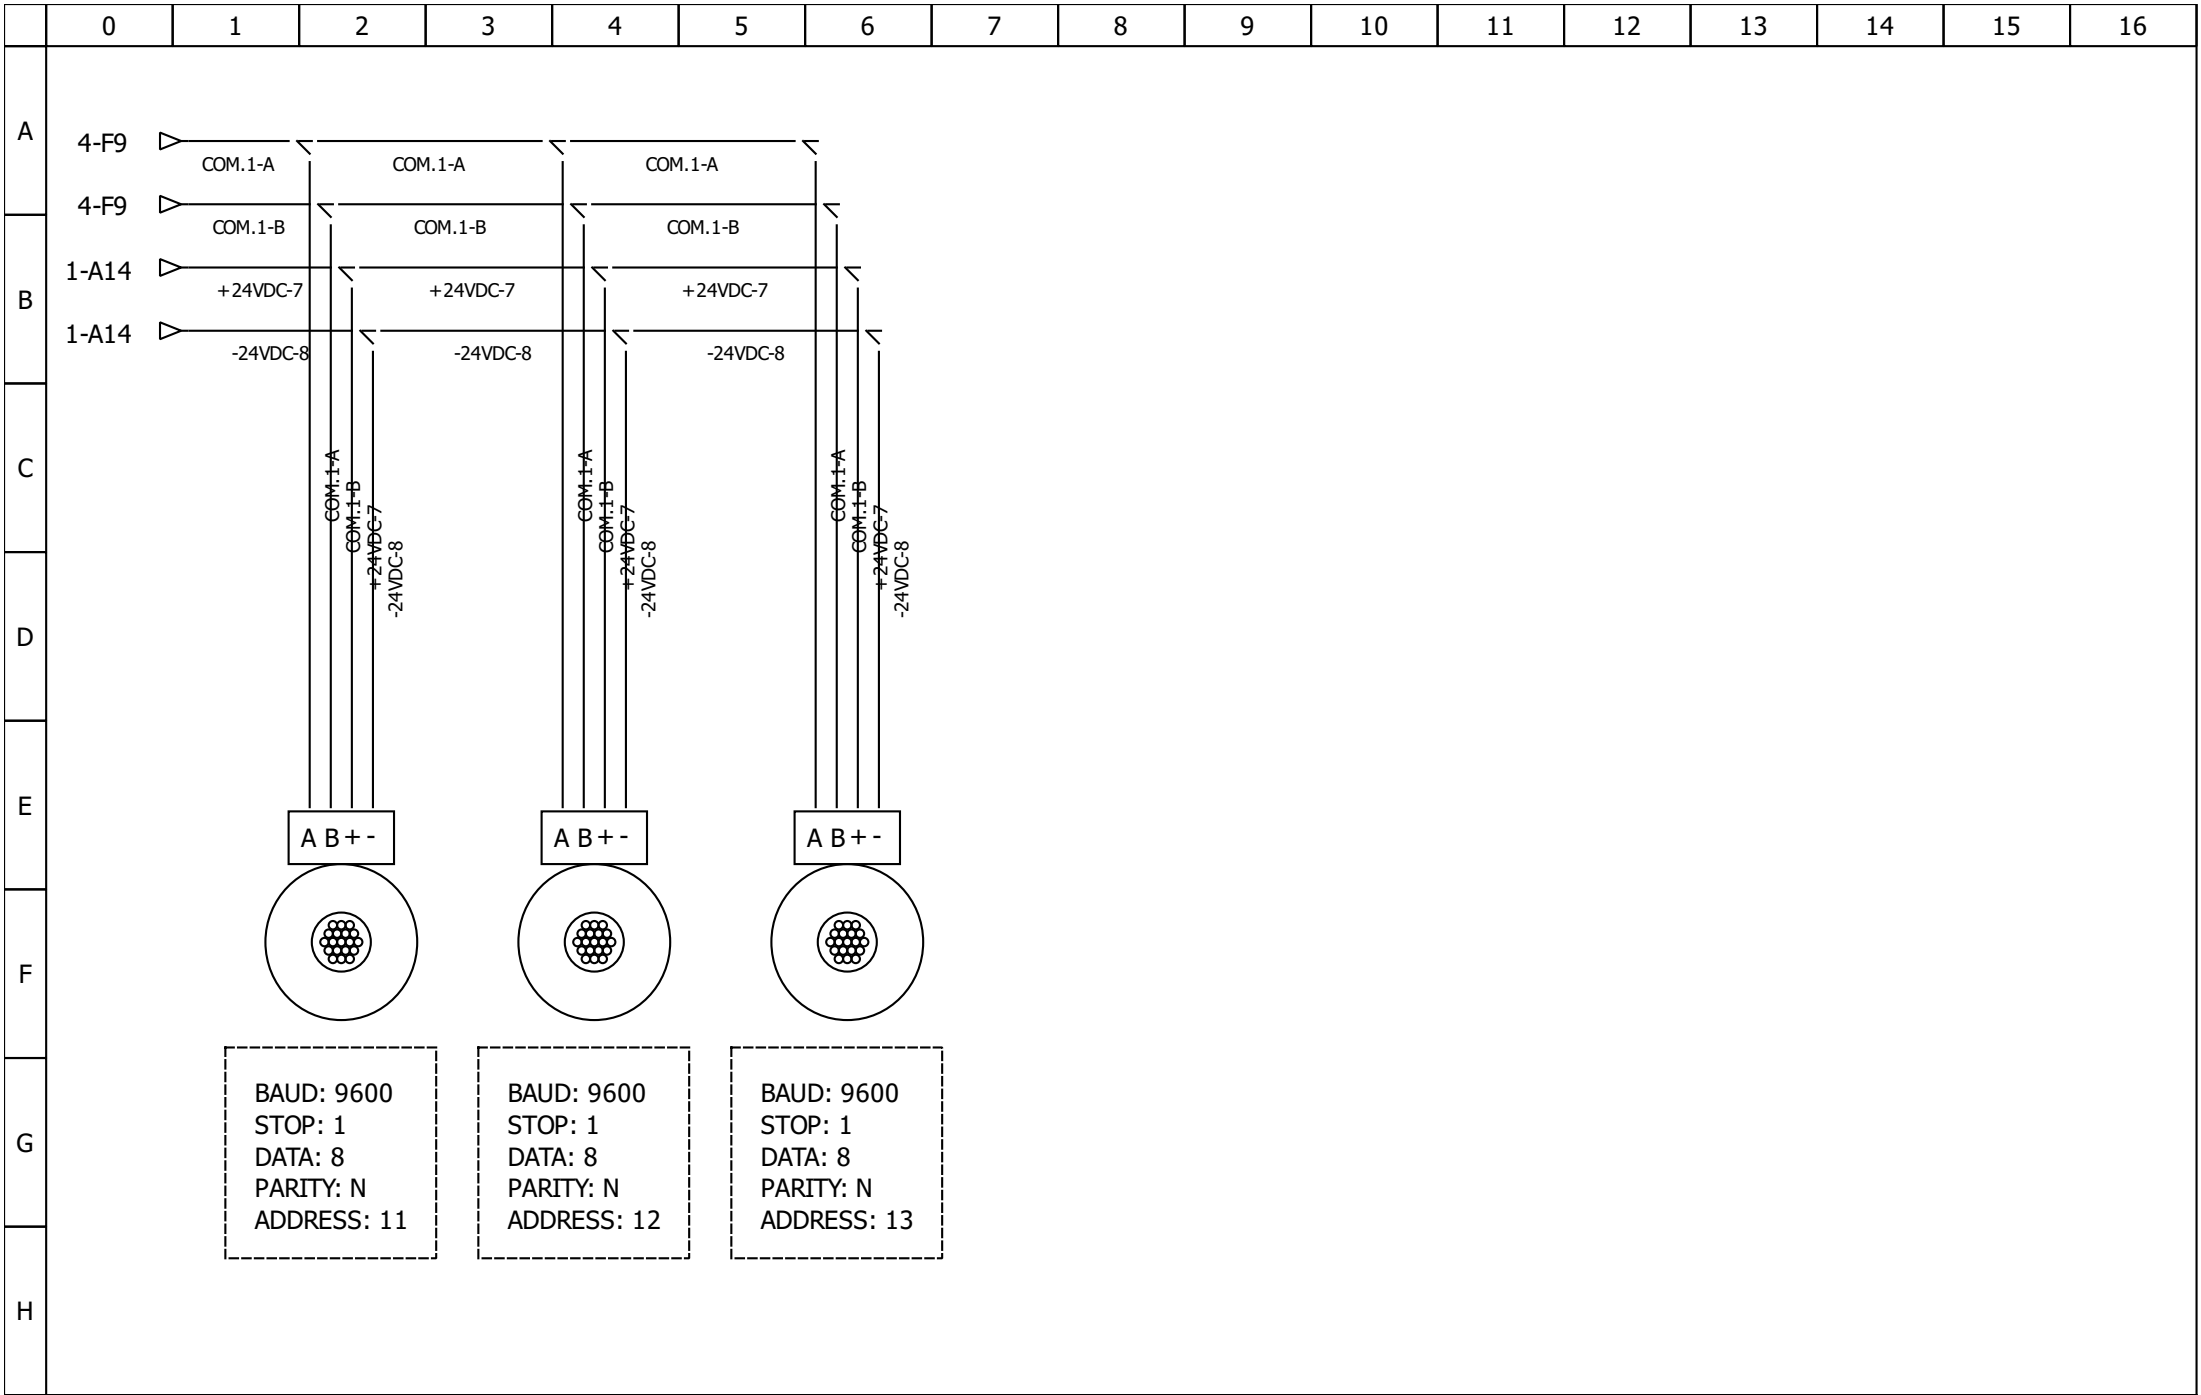 0 1 2 3 4 5 6 7 8 9 10 11 12 13 14 15 16
A
4-F9
COM.1-A COM.1-A COM.1-A
4-F9
COM.1-B COM.1-B COM.1-B
B
1-A14
+24VDC-7 +24VDC-7 +24VDC-7
1-A14
-24VDC-8 -24VDC-8 -24VDC-8
C
COM.1-A
COM.1-B
+24VDC-7
-24VDC-8
COM.1-A
COM.1-B
+24VDC-7
-24VDC-8
COM.1-A
COM.1-B
+24VDC-7
-24VDC-8
D
E
A B + -
A B + -
A B + -
F
G
BAUD: 9600
STOP: 1
DATA: 8
PARITY: N
ADDRESS: 11
BAUD: 9600
STOP: 1
DATA: 8
PARITY: N
ADDRESS: 12
BAUD: 9600
STOP: 1
DATA: 8
PARITY: N
ADDRESS: 13
H